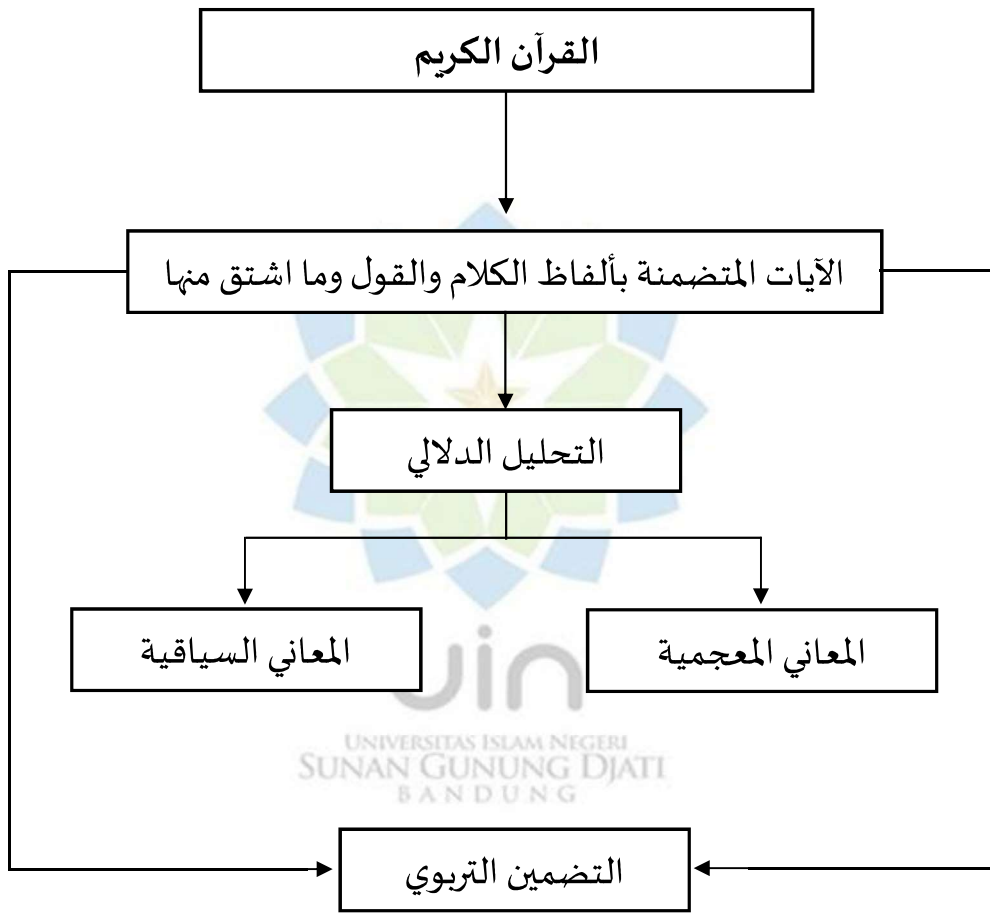 القرآن الكريم
الآيات المتضمنة بألفاظ الكلام والقول وما اشتق منها
التحليل الدلالي
المعاني المعجمية
المعاني السياقية
uin
UNIVERSITAS ISLAM NEGERI
SUNAN GUNUNG DJATI
BANDUNG
التضمين التربوي